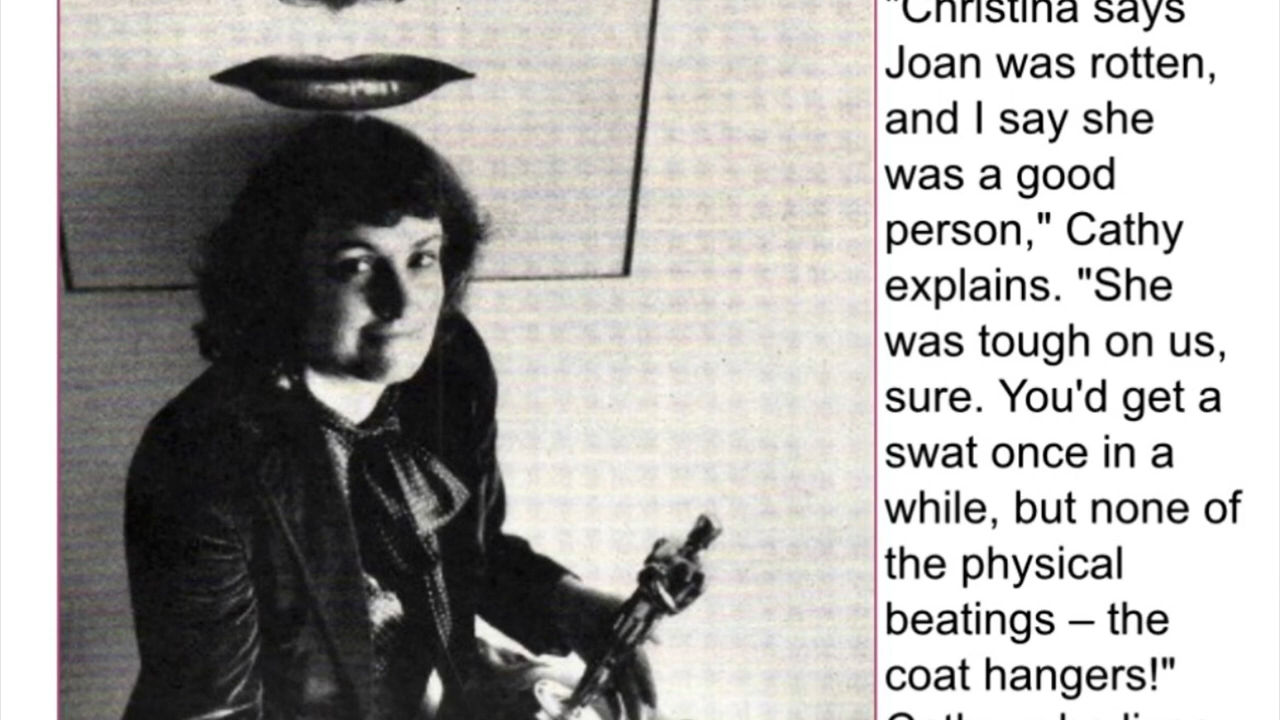 "Christina says
Joan was rotten,
and I say she
was a good
person," Cathy
explains. "She
was tough on us,
sure. You'd get a
swat once in a
while, but none of
the physical
beatings – the
coat hangers!"